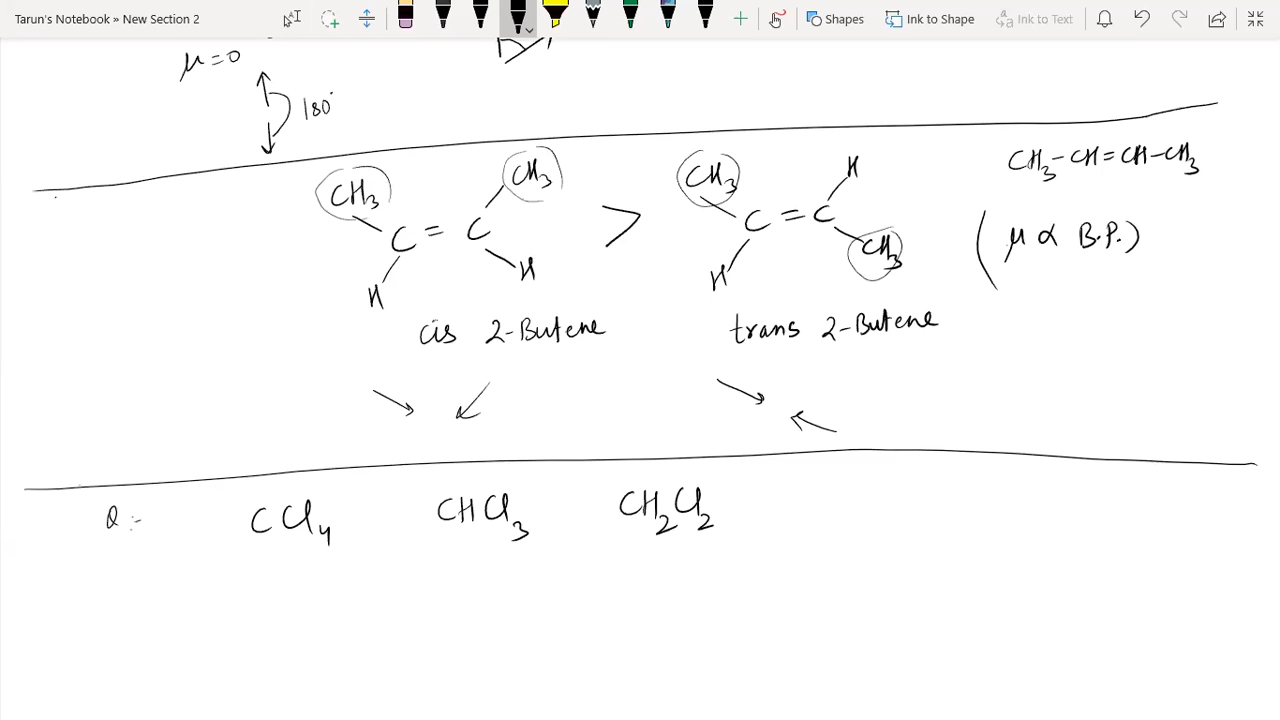 Tarun's Notebook » New Section 2
Shapes
Ink to Shape
Ink to Text
μ = 0
180°
CH3 CH3
C = C
H H
>
CH3 H
C = C
H CH3
CH3-CH=CH-CH3
(μ ∝ B.P.)
cis 2-Butene
trans 2-Butene
Q:- CCl4 CHCl3 CH2Cl2